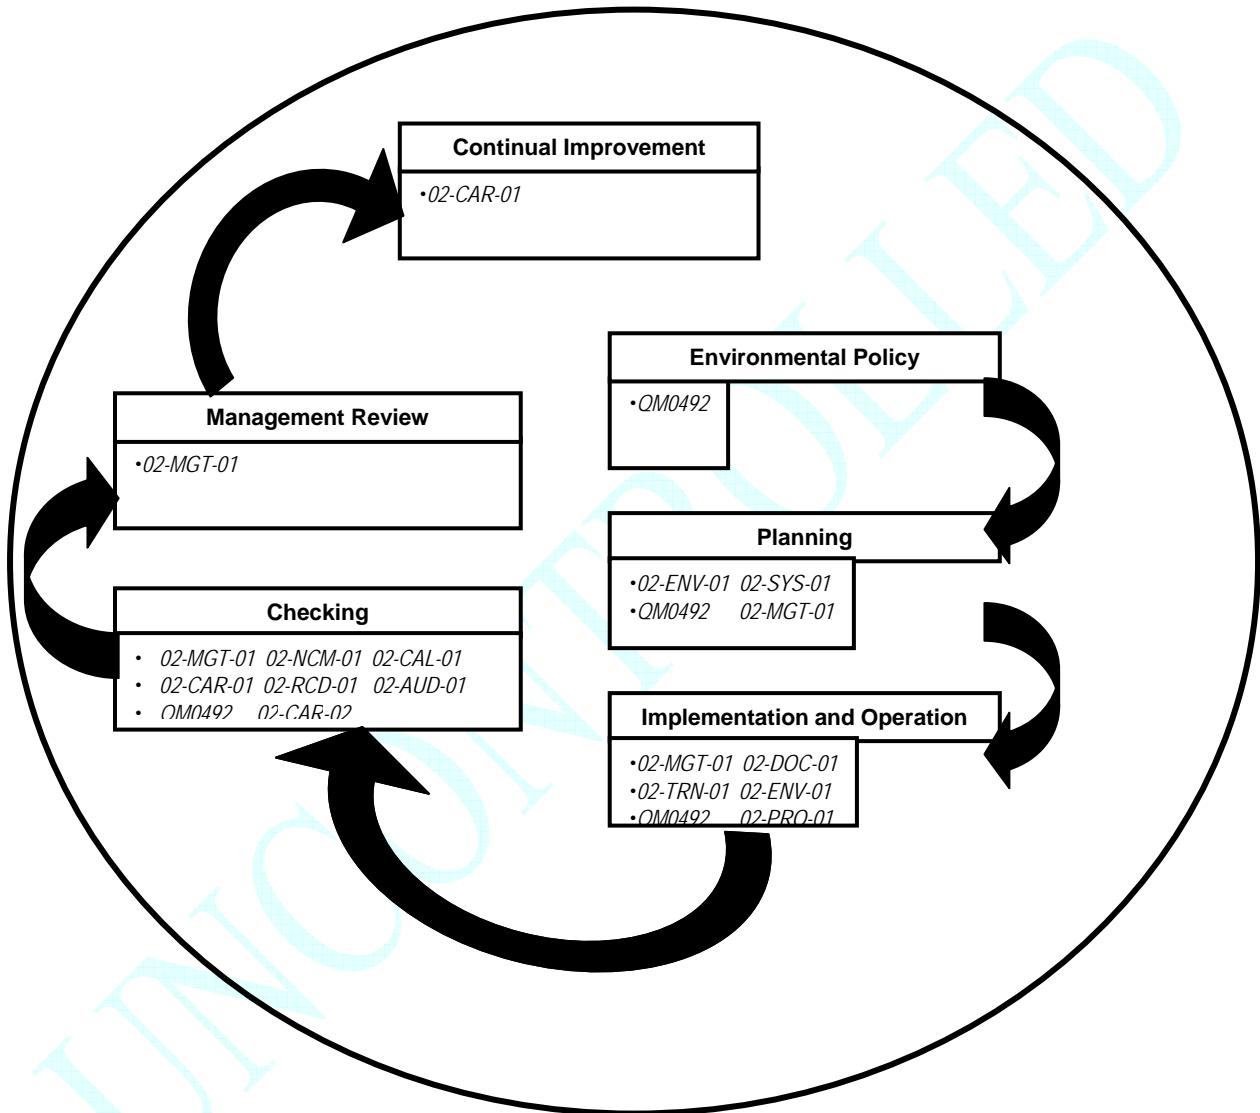 Continual Improvement
•02-CAR-01
Environmental Policy
•QM0492
Management Review
•02-MGT-01
Planning
•02-ENV-01 02-SYS-01
•QM0492 02-MGT-01
Checking
• 02-MGT-01 02-NCM-01 02-CAL-01
• 02-CAR-01 02-RCD-01 02-AUD-01
• QM0492 02-CAR-02
Implementation and Operation
•02-MGT-01 02-DOC-01
•02-TRN-01 02-ENV-01
•QM0492 02-PRO-01
UNCONTROLLED